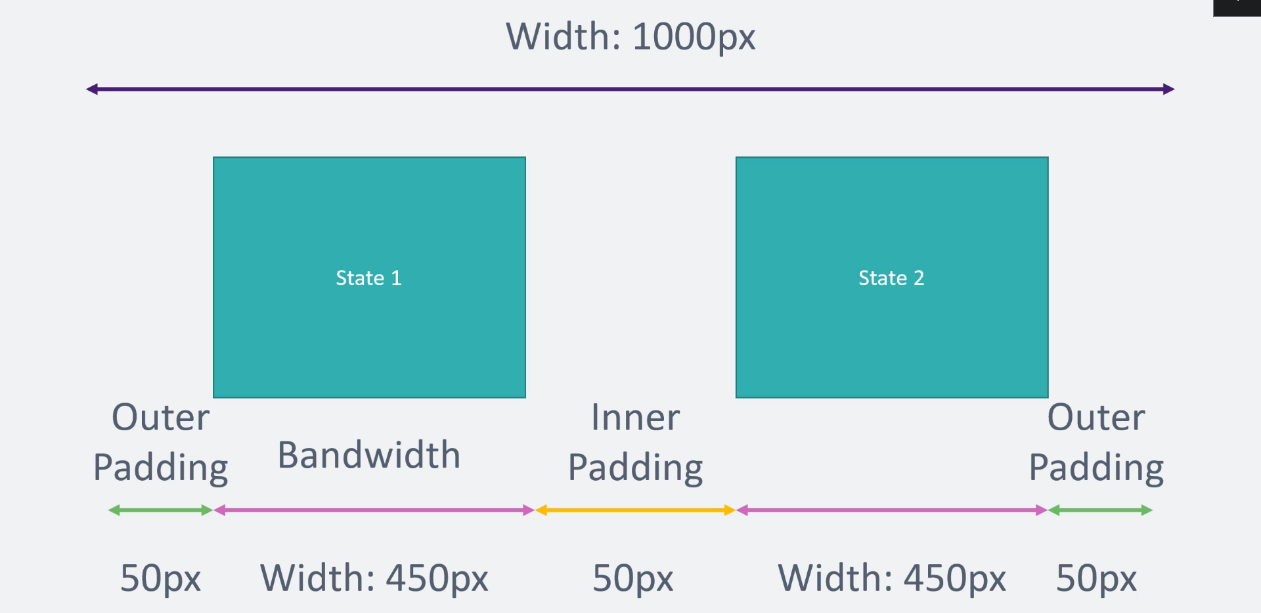 Width: 1000px
State 1
State 2
Outer
Padding
Bandwidth
Inner
Padding
Outer
Padding
50px
Width: 450px
50px
Width: 450px
50px